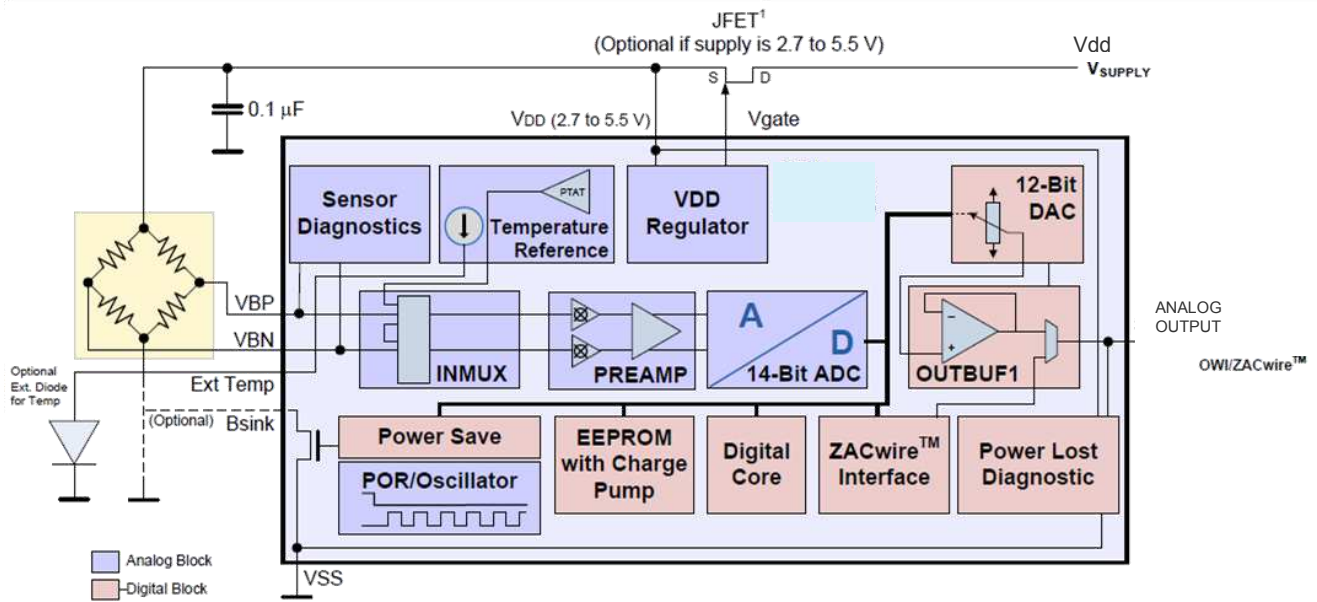 JFET¹
(Optional if supply is 2.7 to 5.5 V)
Vdd
VSUPPLY
S
D
0.1 µF
VDD (2.7 to 5.5 V)
Vgate
Sensor
Diagnostics
PTAT
Temperature
Reference
VDD
Regulator
12-Bit
DAC
VBP
VBN
INMUX
PREAMP
A
D
14-Bit ADC
−
+
OUTBUF1
ANALOG
OUTPUT
OWI/ZACwire™
Optional
Ext. Diode
for Temp
Ext Temp
(Optional)
Bsink
Power Save
POR/Oscillator
EEPROM
with Charge
Pump
Digital
Core
ZACwire™
Interface
Power Lost
Diagnostic
Analog Block
Digital Block
VSS